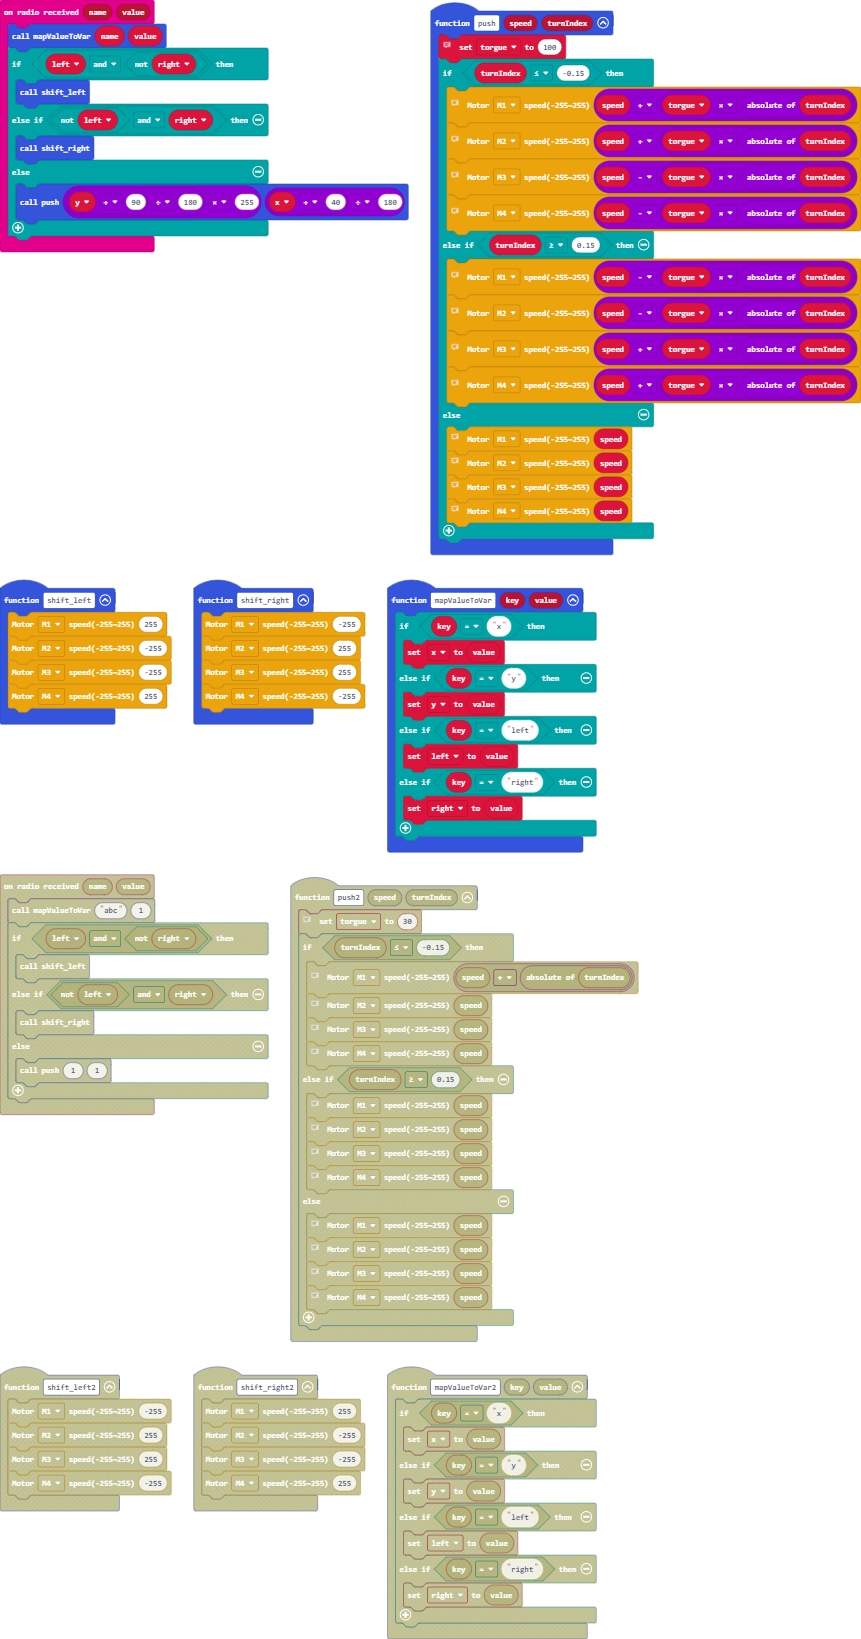 on radio received name value
call mapValueToVar name value
if left and not right then
call shift_left
else if not left and right then
call shift_right
else
call push y + 90 ÷ 180 × 255 x + 40 ÷ 180
function push speed turnIndex
set torgue to 100
if turnIndex ≤ -0.15 then
Motor M1 speed(-255~255) speed + torgue × absolute of turnIndex
Motor M2 speed(-255~255) speed + torgue × absolute of turnIndex
Motor M3 speed(-255~255) speed - torgue × absolute of turnIndex
Motor M4 speed(-255~255) speed - torgue × absolute of turnIndex
else if turnIndex ≥ 0.15 then
Motor M1 speed(-255~255) speed - torgue × absolute of turnIndex
Motor M2 speed(-255~255) speed - torgue × absolute of turnIndex
Motor M3 speed(-255~255) speed + torgue × absolute of turnIndex
Motor M4 speed(-255~255) speed + torgue × absolute of turnIndex
else
Motor M1 speed(-255~255) speed
Motor M2 speed(-255~255) speed
Motor M3 speed(-255~255) speed
Motor M4 speed(-255~255) speed
function shift_left
Motor M1 speed(-255~255) 255
Motor M2 speed(-255~255) -255
Motor M3 speed(-255~255) -255
Motor M4 speed(-255~255) 255
function shift_right
Motor M1 speed(-255~255) -255
Motor M2 speed(-255~255) 255
Motor M3 speed(-255~255) 255
Motor M4 speed(-255~255) -255
function mapValueToVar key value
if key = "x" then
set x to value
else if key = "y" then
set y to value
else if key = "left" then
set left to value
else if key = "right" then
set right to value
on radio received name value
call mapValueToVar "abc" 1
if left and not right then
call shift_left
else if not left and right then
call shift_right
else
call push 1 1
function push2 speed turnIndex
set torgue to 30
if turnIndex ≤ -0.15 then
Motor M1 speed(-255~255) speed + absolute of turnIndex
Motor M2 speed(-255~255) speed
Motor M3 speed(-255~255) speed
Motor M4 speed(-255~255) speed
else if turnIndex ≥ 0.15 then
Motor M1 speed(-255~255) speed
Motor M2 speed(-255~255) speed
Motor M3 speed(-255~255) speed
Motor M4 speed(-255~255) speed
else
Motor M1 speed(-255~255) speed
Motor M2 speed(-255~255) speed
Motor M3 speed(-255~255) speed
Motor M4 speed(-255~255) speed
function shift_left2
Motor M1 speed(-255~255) -255
Motor M2 speed(-255~255) 255
Motor M3 speed(-255~255) 255
Motor M4 speed(-255~255) -255
function shift_right2
Motor M1 speed(-255~255) 255
Motor M2 speed(-255~255) -255
Motor M3 speed(-255~255) -255
Motor M4 speed(-255~255) 255
function mapValueToVar2 key value
if key = "x" then
set x to value
else if key = "y" then
set y to value
else if key = "left" then
set left to value
else if key = "right" then
set right to value